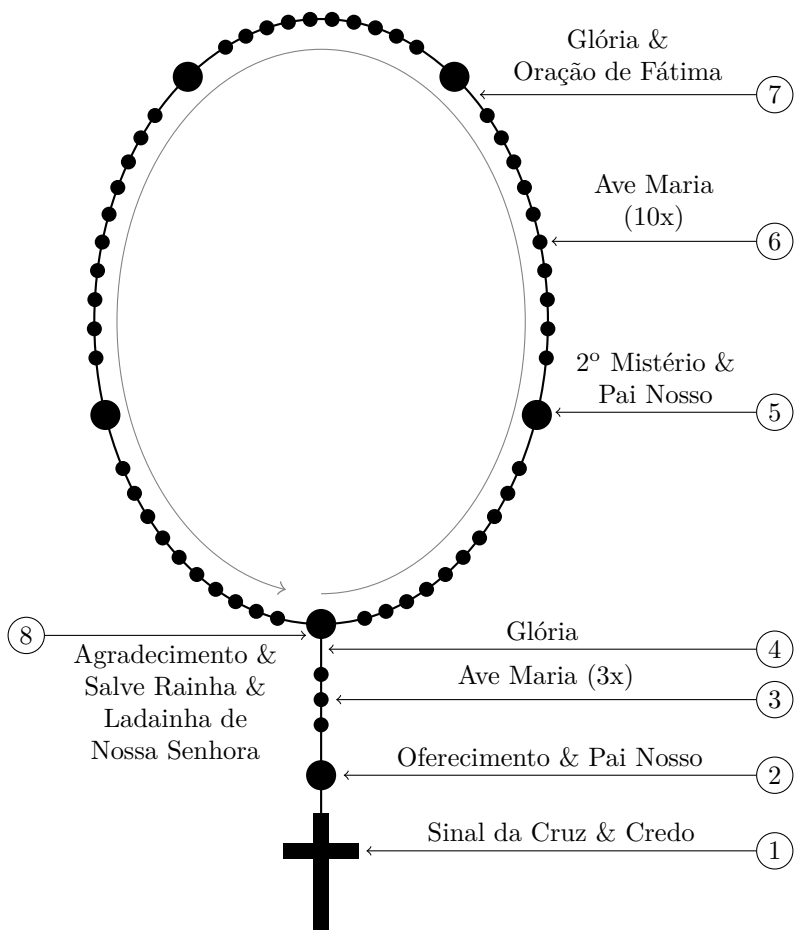 Glória &
Oração de Fátima
7
Ave Maria
(10x)
6
2º Mistério &
Pai Nosso
5
8
Agradecimento &
Salve Rainha &
Ladainha de
Nossa Senhora
Glória
4
Ave Maria (3x)
3
Oferecimento & Pai Nosso
2
Sinal da Cruz & Credo
1